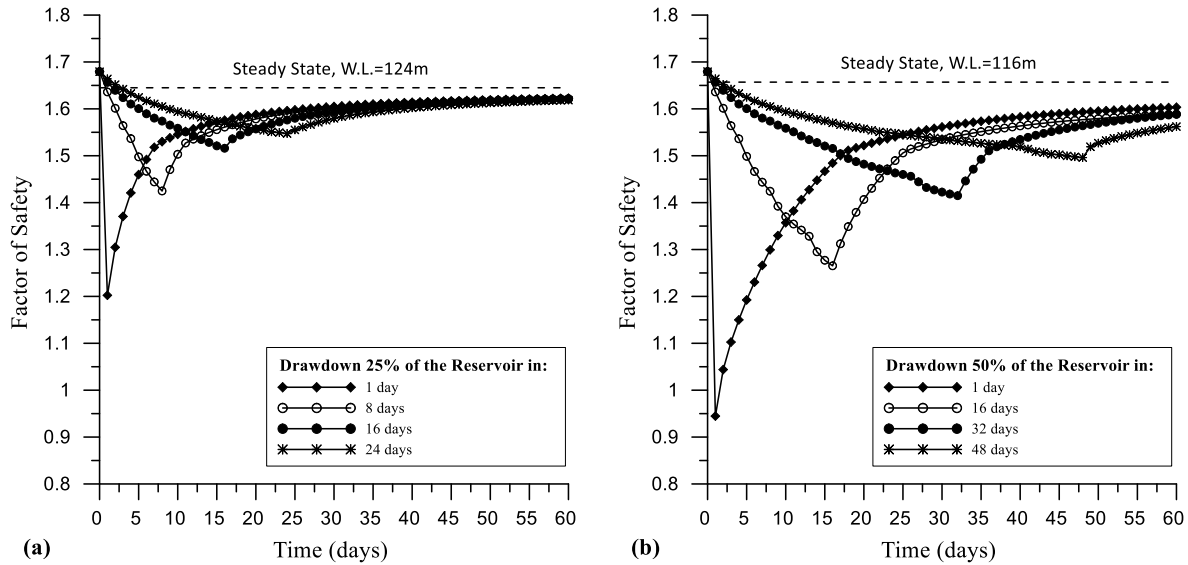 1.8
1.7
1.6
1.5
1.4
1.3
1.2
1.1
1
0.9
0.8
Factor of Safety
Steady State, W.L.=124m
Drawdown 25% of the Reservoir in:
1 day
8 days
16 days
24 days
0 5 10 15 20 25 30 35 40 45 50 55 60
Time (days)
(a)
1.8
1.7
1.6
1.5
1.4
1.3
1.2
1.1
1
0.9
0.8
Factor of Safety
Steady State, W.L.=116m
Drawdown 50% of the Reservoir in:
1 day
16 days
32 days
48 days
0 5 10 15 20 25 30 35 40 45 50 55 60
Time (days)
(b)